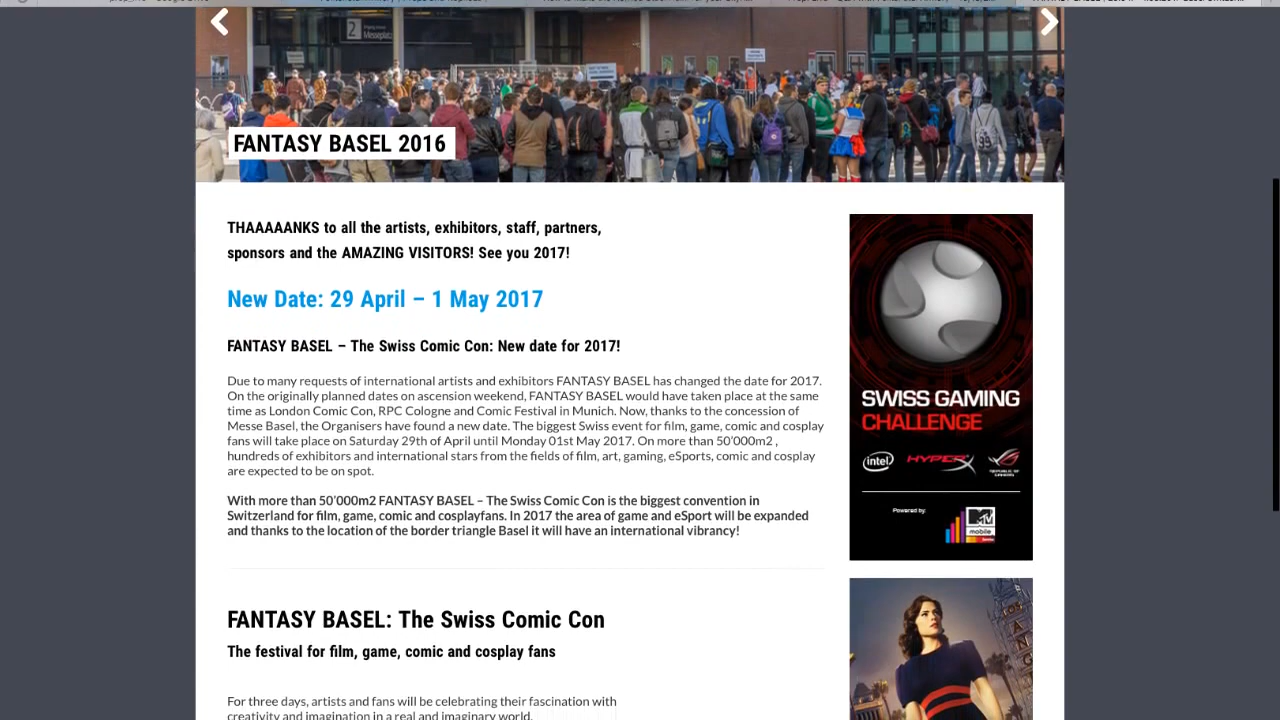 2
Messeplatz
FANTASY BASEL 2016
THAAAAANKS to all the artists, exhibitors, staff, partners,
sponsors and the AMAZING VISITORS! See you 2017!
New Date: 29 April – 1 May 2017
FANTASY BASEL – The Swiss Comic Con: New date for 2017!
Due to many requests of international artists and exhibitors FANTASY BASEL has changed the date for 2017.
On the originally planned dates on ascension weekend, FANTASY BASEL would have taken place at the same
time as London Comic Con, RPC Cologne and Comic Festival in Munich. Now, thanks to the concession of
Messe Basel, the Organisers have found a new date. The biggest Swiss event for film, game, comic and cosplay
fans will take place on Saturday 29th of April until Monday 01st May 2017. On more than 50'000m2 ,
hundreds of exhibitors and international stars from the fields of film, art, gaming, eSports, comic and cosplay
are expected to be on spot.
With more than 50'000m2 FANTASY BASEL – The Swiss Comic Con is the biggest convention in
Switzerland for film, game, comic and cosplayfans. In 2017 the area of game and eSport will be expanded
and thanks to the location of the border triangle Basel it will have an international vibrancy!
FANTASY BASEL: The Swiss Comic Con
The festival for film, game, comic and cosplay fans
For three days, artists and fans will be celebrating their fascination with
creativity and imagination in a real and imaginary world.
SWISS GAMING
CHALLENGE
intel
HYPERX
REPUBLIC OF
GAMERS
Powered by:
MTV
mobile